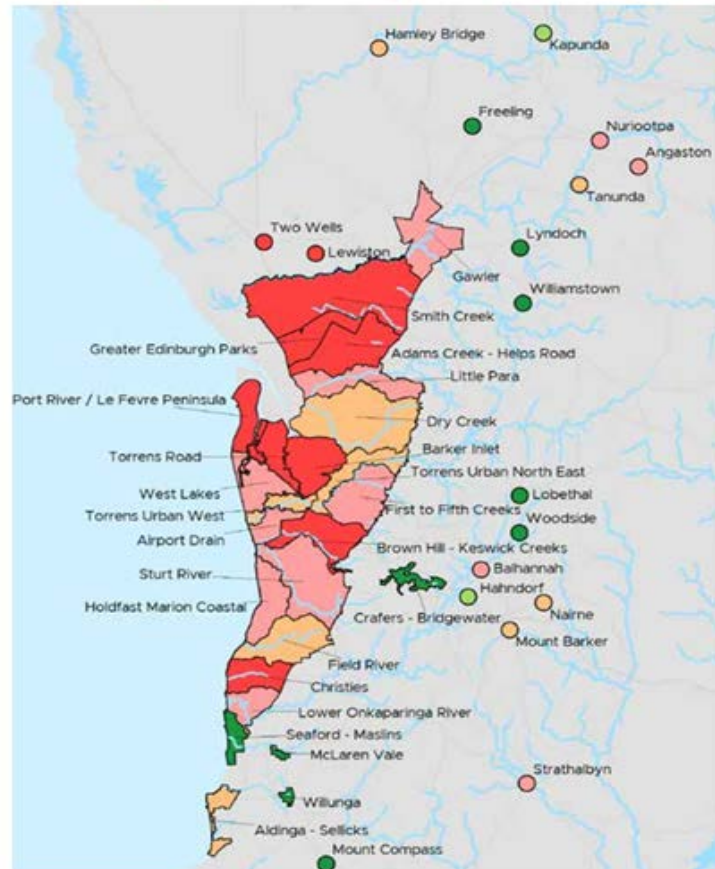 Hamley Bridge
Kapunda
Freeling
Nuriootpa
Angaston
Tanunda
Two Wells
Lewiston
Lyndoch
Gawler
Williamstown
Smith Creek
Greater Edinburgh Parks
Adams Creek - Helps Road
Little Para
Port River / Le Fevre Peninsula
Dry Creek
Barker Inlet
Torrens Road
Torrens Urban North East
West Lakes
Lobethal
First to Fifth Creeks
Torrens Urban West
Woodside
Airport Drain
Brown Hill - Keswick Creeks
Balhannah
Sturt River
Hahndorf
Holdfast Marion Coastal
Crafers - Bridgewater
Nairne
Mount Barker
Field River
Christies
Lower Onkaparinga River
Seaford - Maslins
McLaren Vale
Strathalbyn
Willunga
Aldinga - Sellicks
Mount Compass